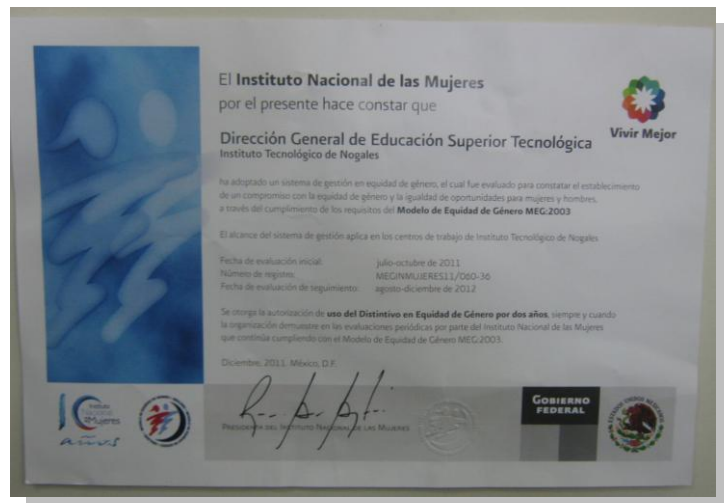 El Instituto Nacional de las Mujeres
por el presente hace constar que
Dirección General de Educación Superior Tecnológica
Instituto Tecnológico de Nogales
Vivir Mejor
ha adoptado un sistema de gestión en equidad de género, el cual fue evaluado para constatar el establecimiento
de un compromiso con la equidad de género y la igualdad de oportunidades para mujeres y hombres,
a través del cumplimiento de los requisitos del Modelo de Equidad de Género MEG:2003
El alcance del sistema de gestión aplica en los centros de trabajo de Instituto Tecnológico de Nogales
Fecha de evaluación inicial: julio-octubre de 2011
Número de registro: MEGINMUJERES11/080-36
Fecha de evaluación de seguimiento: agosto-diciembre de 2012
Se otorga la autorización de uso del Distintivo en Equidad de Género por dos años, siempre y cuando
la organización demuestre en las evaluaciones periódicas por parte del Instituto Nacional de las Mujeres
que continúa cumpliendo con el Modelo de Equidad de Género MEG:2003.
Diciembre, 2011. México, D.F.
Presidenta del Instituto Nacional de las Mujeres
10 Instituto
Nacional
de las Mujeres
años
GOBIERNO
FEDERAL
ESTADOS UNIDOS MEXICANOS